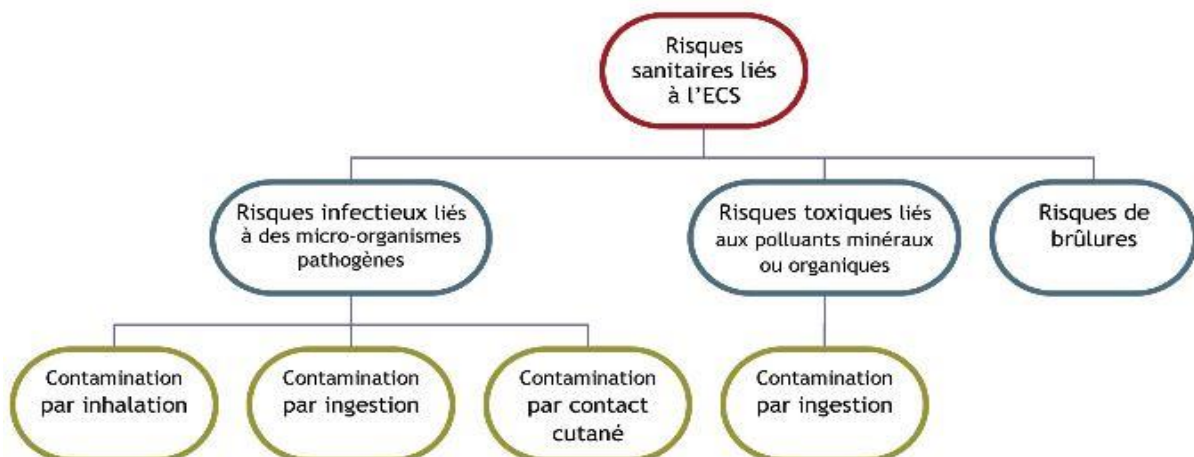 Risques
sanitaires liés
à l'ECS
Risques infectieux liés
à des micro-organismes
pathogènes
Risques toxiques liés
aux polluants minéraux
ou organiques
Risques de
brûlures
Contamination
par inhalation
Contamination
par ingestion
Contamination
par contact
cutané
Contamination
par ingestion